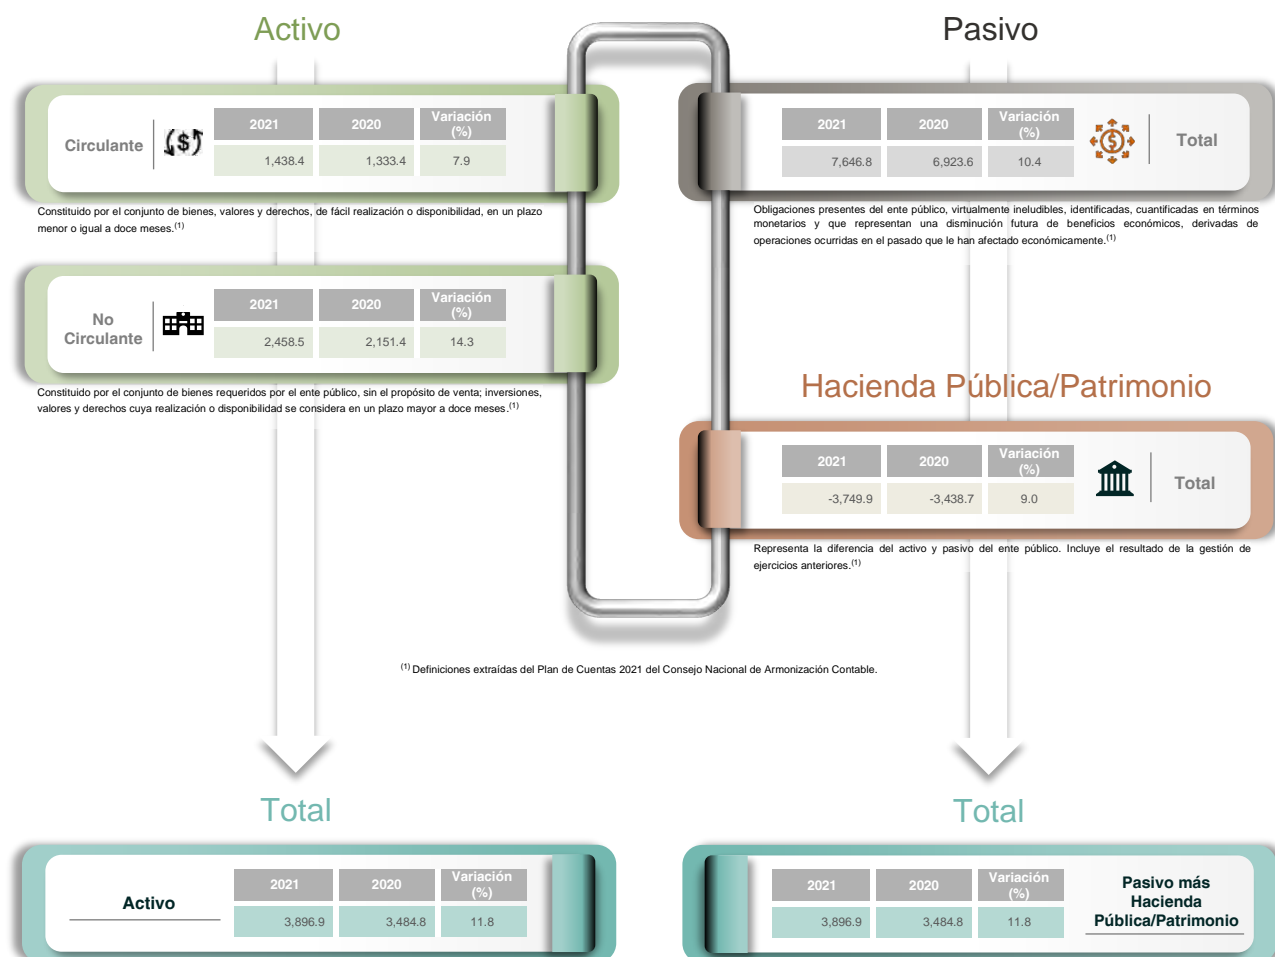 Activo
Circulante
2021 2020 Variación (%)
1,438.4 1,333.4 7.9
Constituido por el conjunto de bienes, valores y derechos, de fácil realización o disponibilidad, en un plazo
menor o igual a doce meses.(1)
No
Circulante
2021 2020 Variación (%)
2,458.5 2,151.4 14.3
Constituido por el conjunto de bienes requeridos por el ente público, sin el propósito de venta; inversiones,
valores y derechos cuya realización o disponibilidad se considera en un plazo mayor a doce meses.(1)
Pasivo
2021 2020 Variación (%)
7,646.8 6,923.6 10.4
Total
Obligaciones presentes del ente público, virtualmente ineludibles, identificadas, cuantificadas en términos
monetarios y que representan una disminución futura de beneficios económicos, derivadas de
operaciones ocurridas en el pasado que le han afectado económicamente.(1)
Hacienda Pública/Patrimonio
2021 2020 Variación (%)
-3,749.9 -3,438.7 9.0
Total
Representa la diferencia del activo y pasivo del ente público. Incluye el resultado de la gestión de
ejercicios anteriores.(1)
(1) Definiciones extraídas del Plan de Cuentas 2021 del Consejo Nacional de Armonización Contable.
Total
Activo
2021 2020 Variación (%)
3,896.9 3,484.8 11.8
Total
2021 2020 Variación (%)
3,896.9 3,484.8 11.8
Pasivo más
Hacienda
Pública/Patrimonio